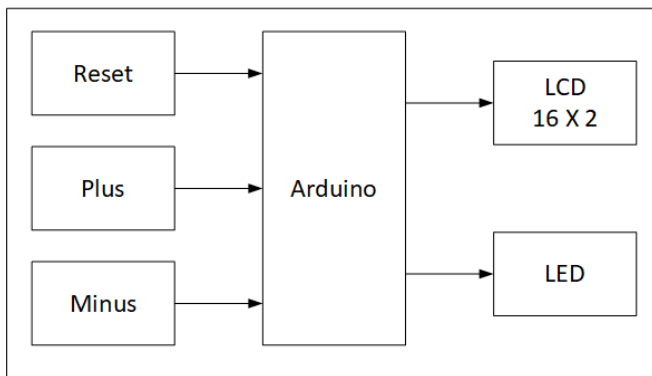 Reset
Plus
Minus
Arduino
LCD
16 X 2
LED